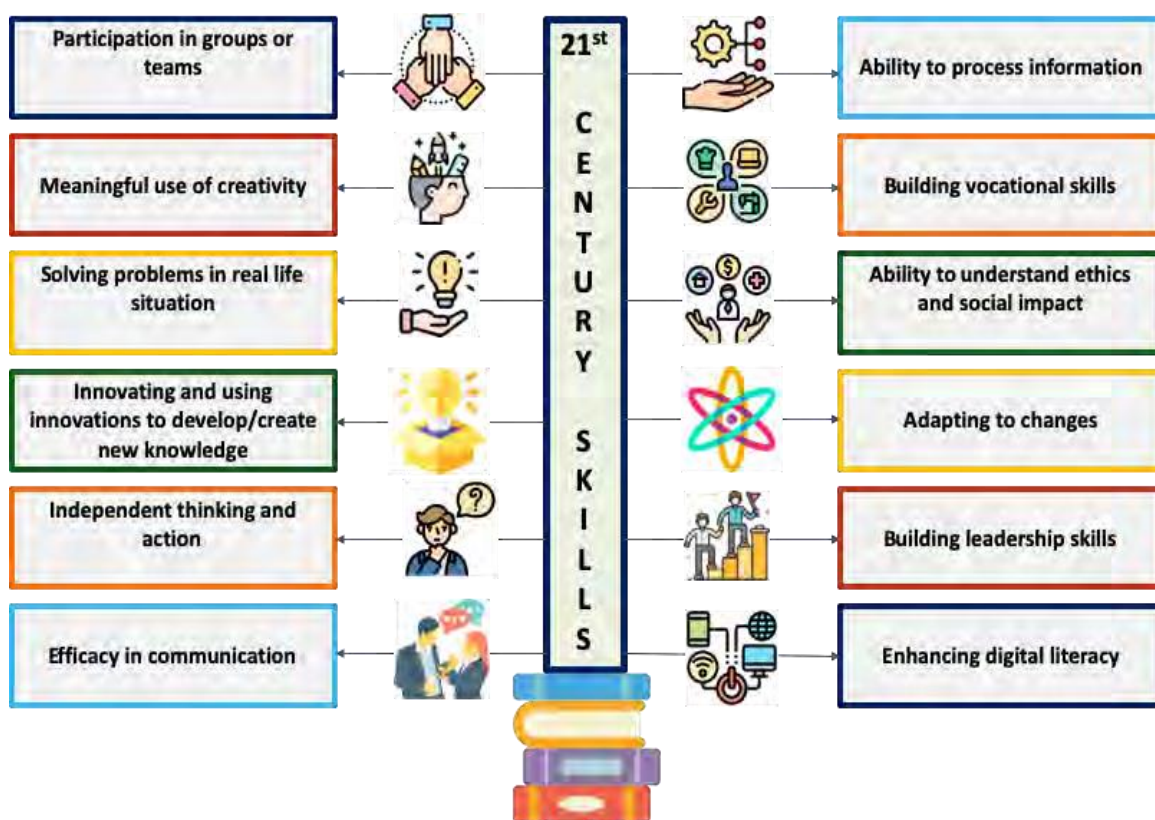 Participation in groups or
teams
Meaningful use of creativity
Solving problems in real life
situation
Innovating and using
innovations to develop/create
new knowledge
Independent thinking and
action
Efficacy in communication
21st
CENTURY
SKILLS
Ability to process information
Building vocational skills
Ability to understand ethics
and social impact
Adapting to changes
Building leadership skills
Enhancing digital literacy